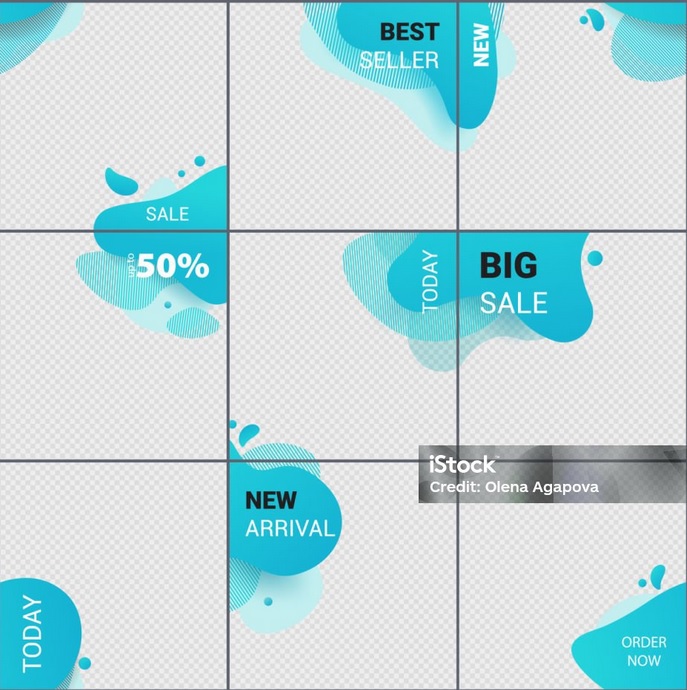 BEST
SELLER
NEW
SALE
up to
50%
TODAY
BIG
SALE
iStock
Credit: Olena Agapova
NEW
ARRIVAL
TODAY
ORDER
NOW